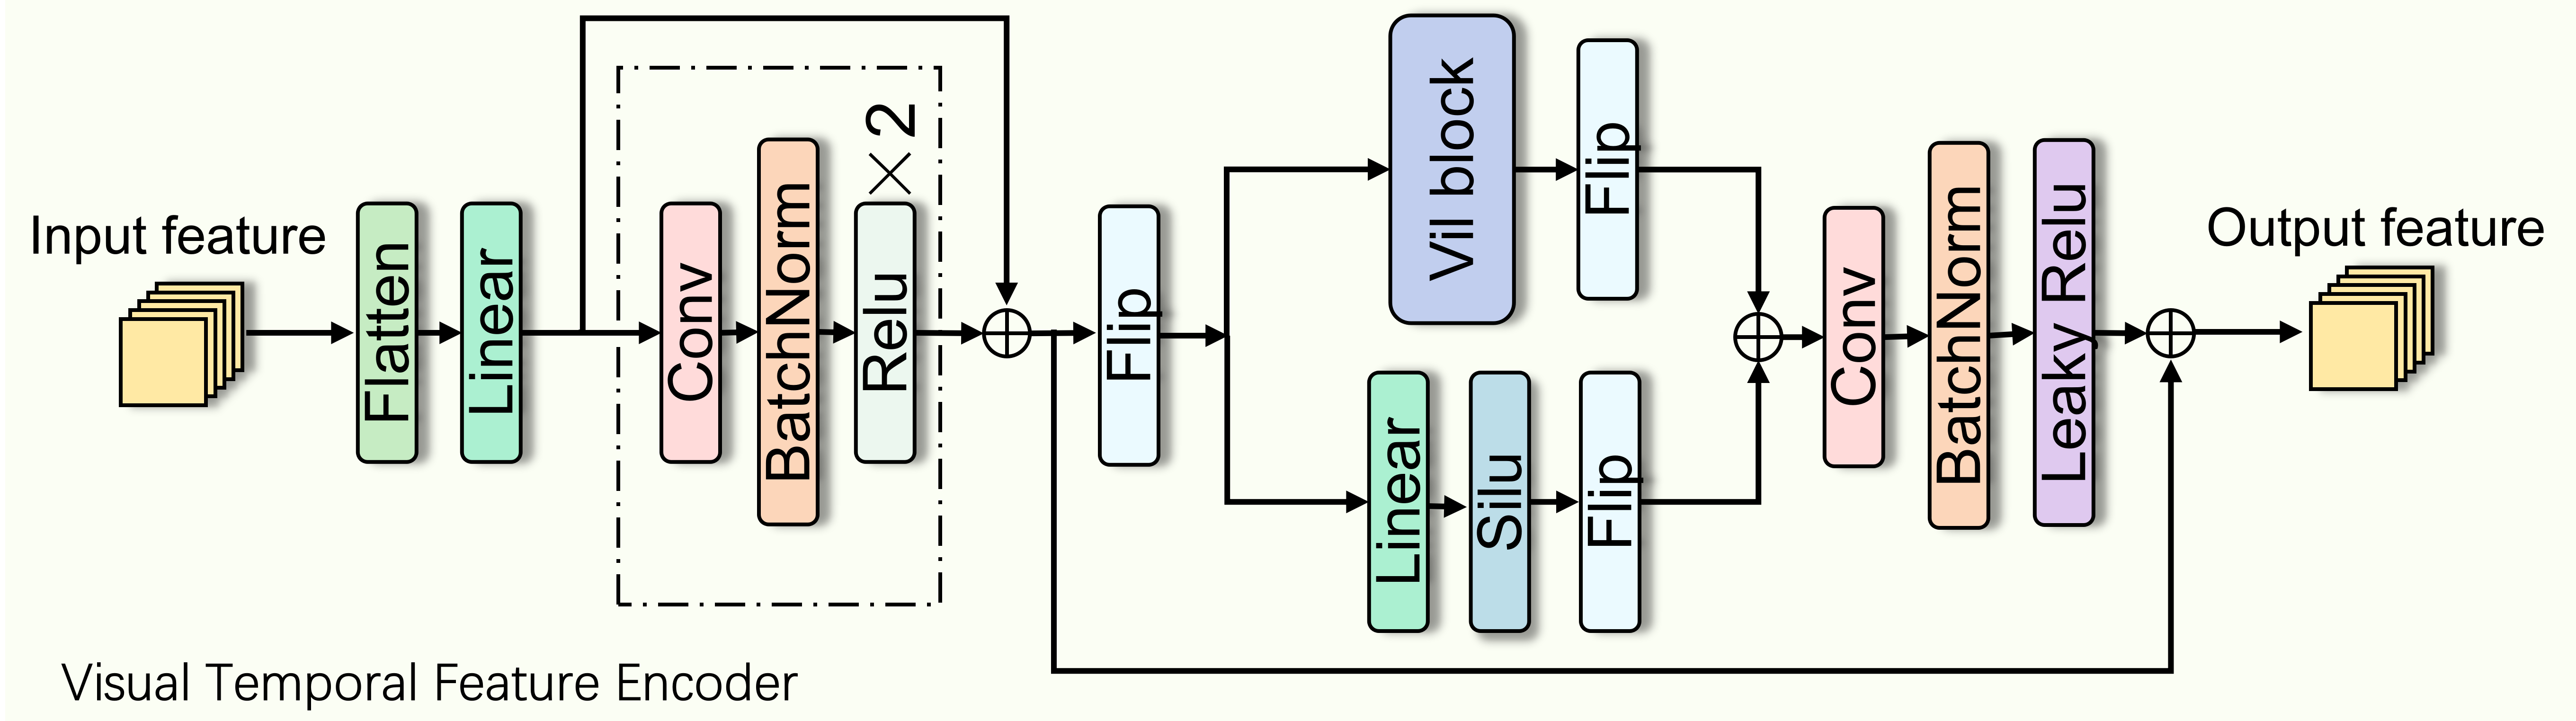 Input feature
Flatten
Linear
Conv
BatchNorm
Relu
×2
Flip
Vil block
Flip
Linear
Silu
Flip
Conv
BatchNorm
Leaky Relu
Output feature
Visual Temporal Feature Encoder